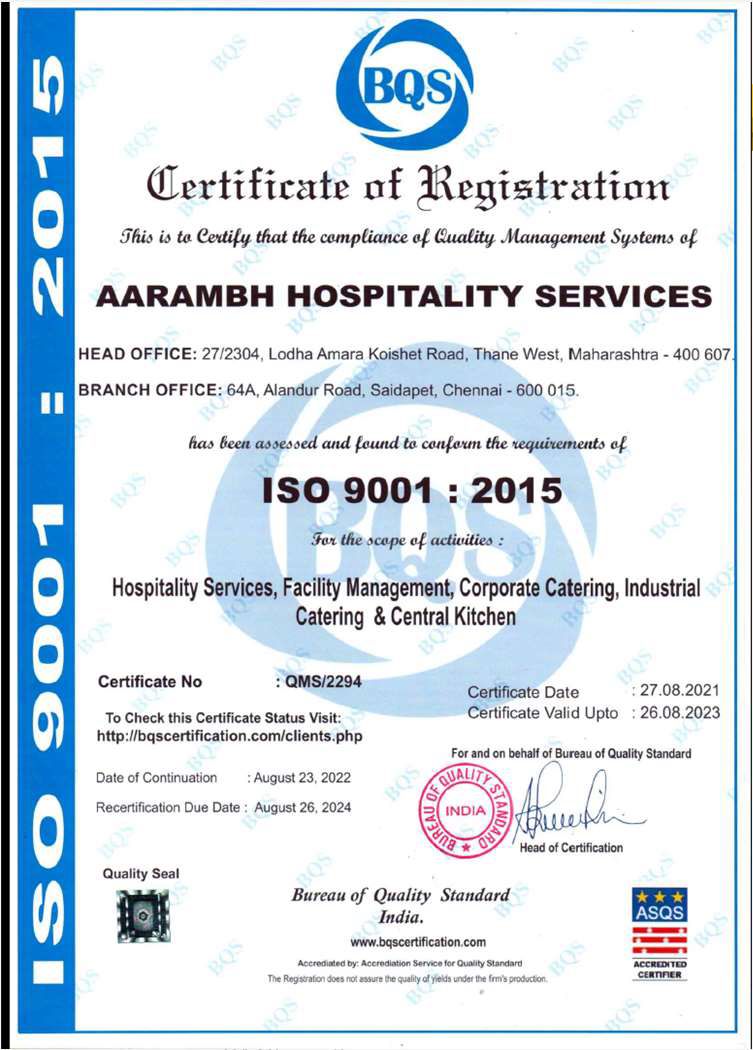 ISO 9001 : 2015
BQS
Certificate of Registration
This is to Certify that the compliance of Quality Management Systems of
AARAMBH HOSPITALITY SERVICES
HEAD OFFICE: 27/2304, Lodha Amara Koishet Road, Thane West, Maharashtra - 400 607.
BRANCH OFFICE: 64A, Alandur Road, Saidapet, Chennai - 600 015.
has been assessed and found to conform the requirements of
ISO 9001 : 2015
For the scope of activities :
Hospitality Services, Facility Management, Corporate Catering, Industrial
Catering & Central Kitchen
Certificate No : QMS/2294
Certificate Date : 27.08.2021
Certificate Valid Upto : 26.08.2023
To Check this Certificate Status Visit:
http://bqscertification.com/clients.php
For and on behalf of Bureau of Quality Standard
Date of Continuation : August 23, 2022
Recertification Due Date : August 26, 2024
BUREAU OF QUALITY STANDARD
INDIA
Head of Certification
Quality Seal
Bureau of Quality Standard
India.
www.bqscertification.com
Accrediated by: Accrediation Service for Quality Standard
The Registration does not assure the quality of yields under the firm's production.
ASQS
ACCREDITED
CERTIFIER